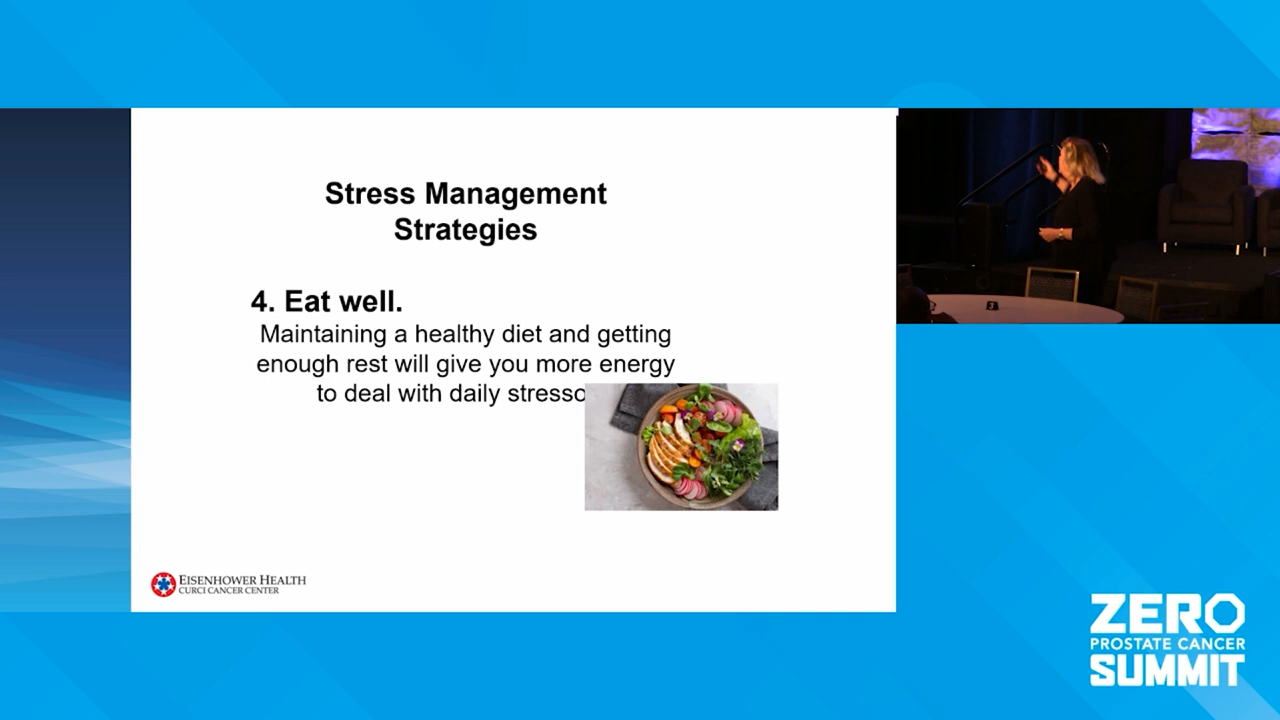 Stress Management
Strategies
4. Eat well.
Maintaining a healthy diet and getting
enough rest will give you more energy
to deal with daily stresso
EISENHOWER HEALTH
CURCI CANCER CENTER
ZERO
PROSTATE CANCER
SUMMIT